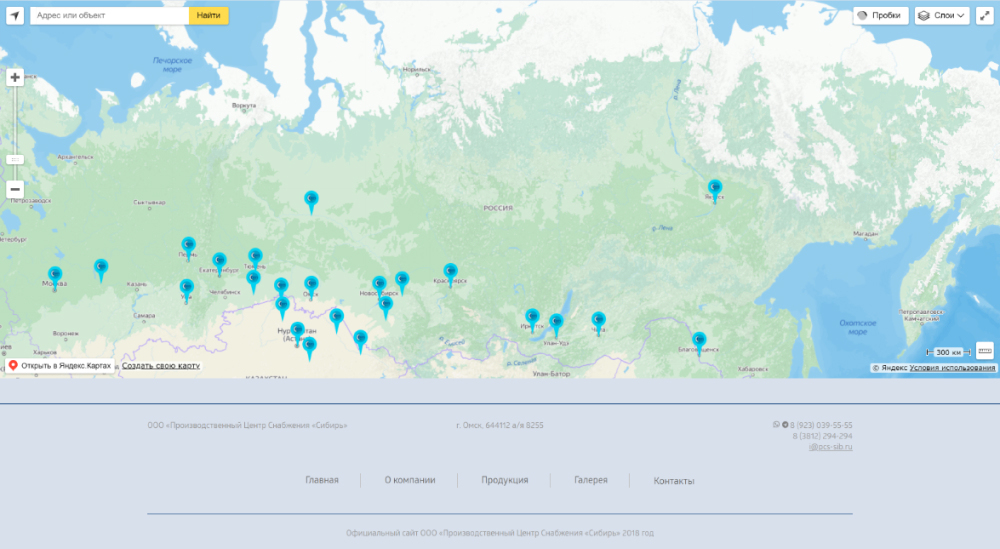 Адрес или объект
Найти
Пробки
Слои
Печорское
море
Норильск
Воркута
Архангельск
Петрозаводск
Сыктывкар
РОССИЯ
Якутск
р. Лена
Магадан
Петербург
Пермь
Екатеринбург
Тюмень
Москва
Казань
Уфа
Челябинск
Омск
Новосибирск
Красноярск
Самара
Воронеж
Нур-Султан
(Астана)
Иркутск
Улан-Удэ
Чита
Благовещенск
Хабаровск
Охотское
море
Петропавловск-
Камчатский
Харьков
КАЗАХСТАН
Улан-Батор
300 км
Открыть в Яндекс.Картах
Создать свою карту
© Яндекс Условия использования
ООО «Производственный Центр Снабжения «Сибирь»
г. Омск, 644112 а/я 8255
8 (923) 039-55-55
8 (3812) 294-294
i@pcs-sib.ru
Главная
О компании
Продукция
Галерея
Контакты
Официальный сайт ООО «Производственный Центр Снабжения «Сибирь» 2018 год